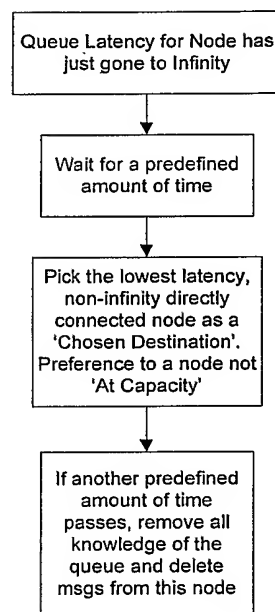 Queue Latency for Node has
just gone to Infinity
Wait for a predefined
amount of time
Pick the lowest latency,
non-infinity directly
connected node as a
'Chosen Destination'.
Preference to a node not
'At Capacity'
If another predefined
amount of time
passes, remove all
knowledge of the
queue and delete
msgs from this node